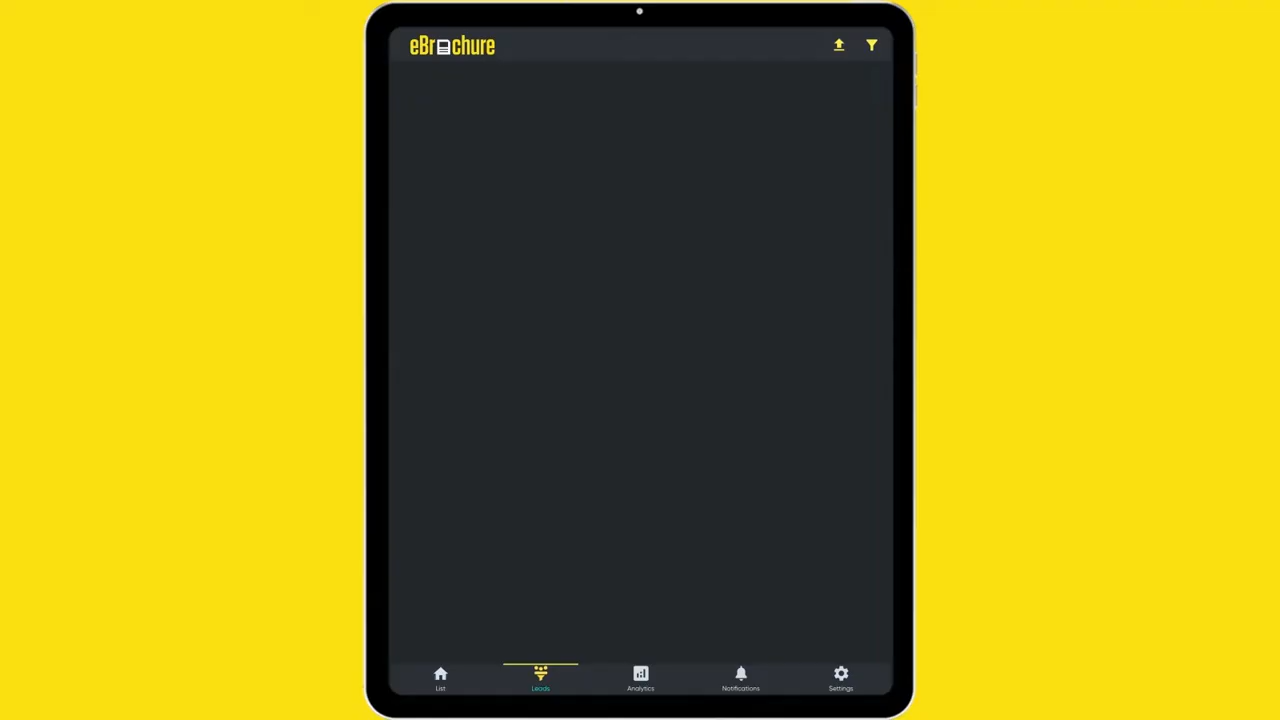 eBrochure
List
Leads
Analytics
Notifications
Settings